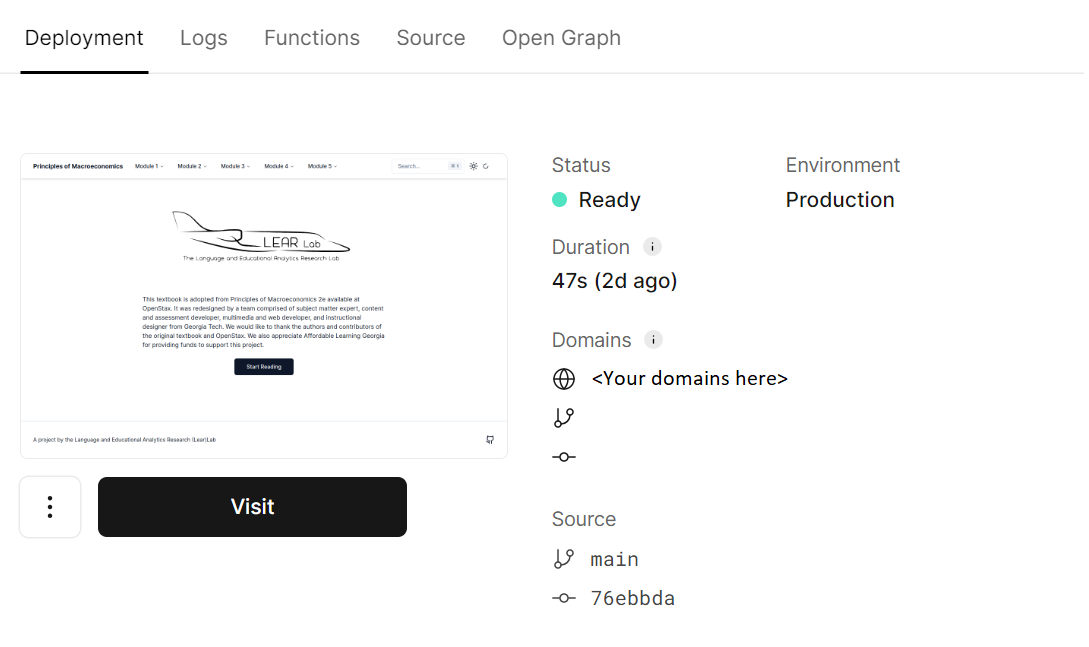 Deployment Logs Functions Source Open Graph
Principles of Macroeconomics Module 1 Module 2 Module 3 Module 4 Module 5 Search... ⌘ K
LEAR Lab
The Language and Educational Analytics Research Lab
This textbook is adopted from Principles of Macroeconomics 2e available at
OpenStax. It was redesigned by a team comprised of subject matter expert, content
and assessment developer, multimedia and web developer, and instructional
designer from Georgia Tech. We would like to thank the authors and contributors of
the original textbook and OpenStax. We also appreciate Affordable Learning Georgia
for providing funds to support this project.
Start Reading
A project by the Language and Educational Analytics Research (Lear)Lab
Visit
Status
Ready
Environment
Production
Duration i
47s (2d ago)
Domains i
<Your domains here>
Source
main
76ebbda